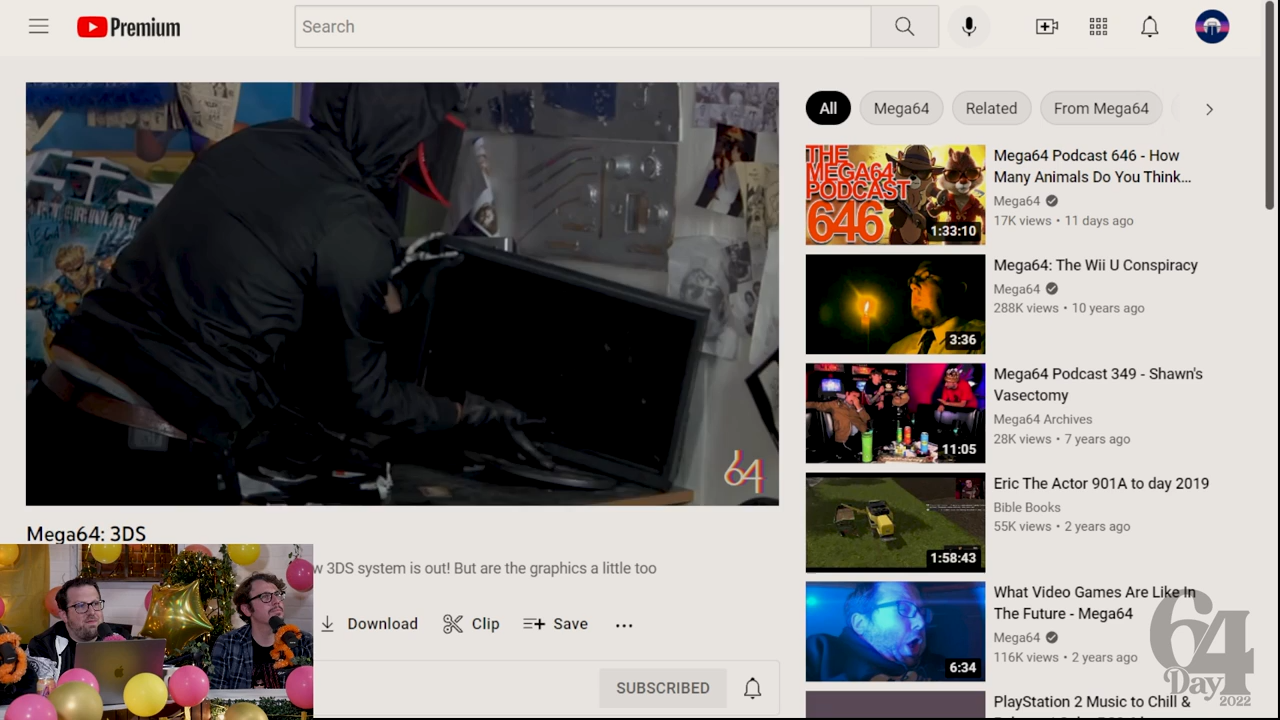 Premium
Search
All
Mega64
Related
From Mega64
64
Mega64: 3DS
w 3DS system is out! But are the graphics a little too
Download
Clip
Save
SUBSCRIBED
THE
MEGA64
PODCAST
646
1:33:10
Mega64 Podcast 646 - How
Many Animals Do You Think...
Mega64
17K views • 11 days ago
3:36
Mega64: The Wii U Conspiracy
Mega64
288K views • 10 years ago
11:05
Mega64 Podcast 349 - Shawn's
Vasectomy
Mega64 Archives
28K views • 7 years ago
1:58:43
Eric The Actor 901A to day 2019
Bible Books
55K views • 2 years ago
6:34
What Video Games Are Like In
The Future - Mega64
Mega64
116K views • 2 years ago
PlayStation 2 Music to Chill &
64
Day
2022